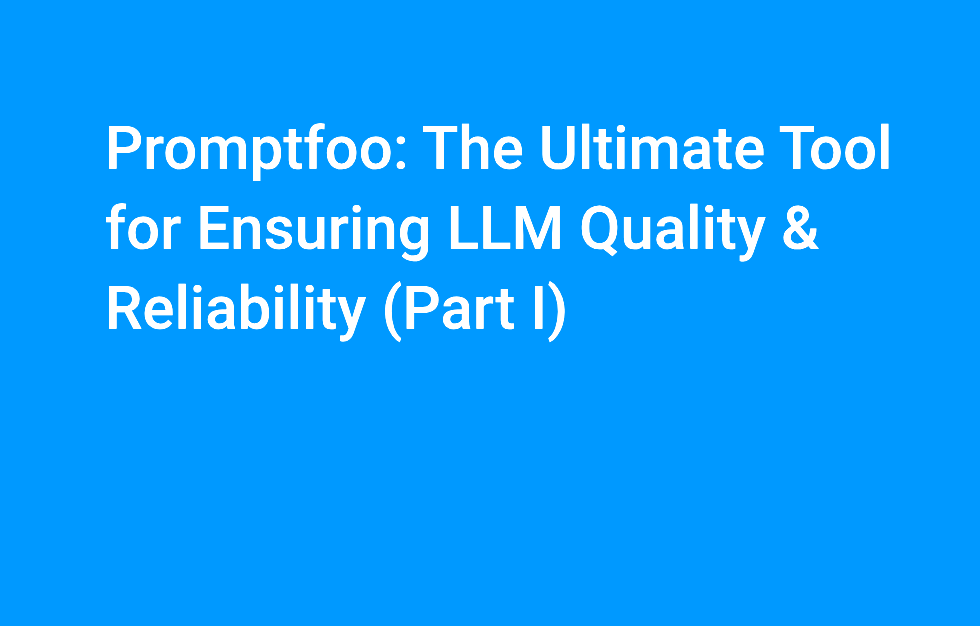 Promptfoo: The Ultimate Tool
for Ensuring LLM Quality &
Reliability (Part I)